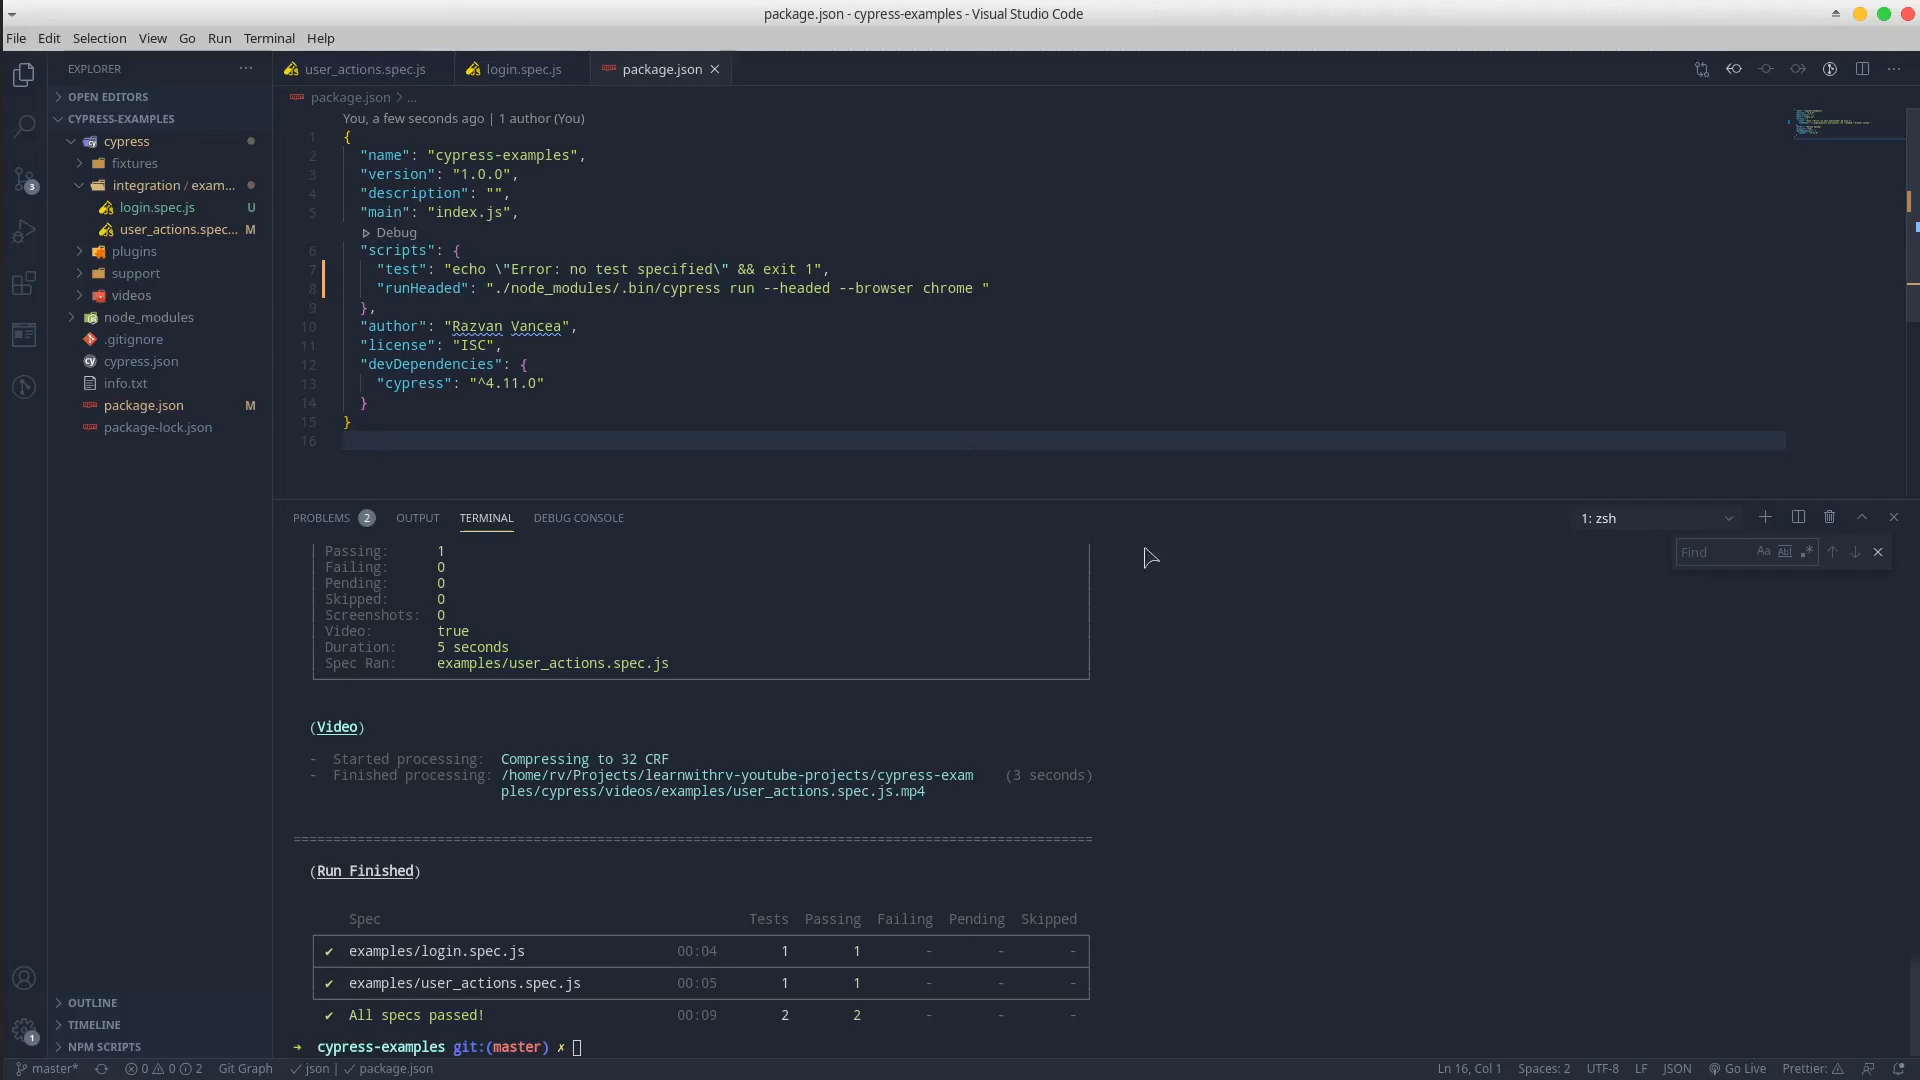 package.json - cypress-examples - Visual Studio Code
File Edit Selection View Go Run Terminal Help
EXPLORER ···
user_actions.spec.js
login.spec.js
package.json
OPEN EDITORS
CYPRESS-EXAMPLES
cypress
fixtures
integration / exam...
login.spec.js U
user_actions.spec... M
plugins
support
videos
node_modules
.gitignore
cypress.json
info.txt
package.json M
package-lock.json
3
package.json > ...
You, a few seconds ago | 1 author (You)
1 {
2 "name": "cypress-examples",
3 "version": "1.0.0",
4 "description": "",
5 "main": "index.js",
Debug
6 "scripts": {
7 "test": "echo \"Error: no test specified\" && exit 1",
8 "runHeaded": "./node_modules/.bin/cypress run --headed --browser chrome "
9 },
10 "author": "Razvan Vancea",
11 "license": "ISC",
12 "devDependencies": {
13 "cypress": "^4.11.0"
14 }
15 }
16
PROBLEMS 2 OUTPUT TERMINAL DEBUG CONSOLE
1: zsh
Find Aa Abl .*
Passing: 1
Failing: 0
Pending: 0
Skipped: 0
Screenshots: 0
Video: true
Duration: 5 seconds
Spec Ran: examples/user_actions.spec.js
(Video)
- Started processing: Compressing to 32 CRF
- Finished processing: /home/rv/Projects/learnwithrv-youtube-projects/cypress-exam (3 seconds)
ples/cypress/videos/examples/user_actions.spec.js.mp4
====================================================================================================
(Run Finished)
Spec Tests Passing Failing Pending Skipped
✔ examples/login.spec.js 00:04 1 1 - - -
✔ examples/user_actions.spec.js 00:05 1 1 - - -
✔ All specs passed! 00:09 2 2 - - -
→ cypress-examples git:(master) ✗
OUTLINE
TIMELINE
NPM SCRIPTS
1
master* 0 0 2 Git Graph ✓ json | ✓ package.json
Ln 16, Col 1 Spaces: 2 UTF-8 LF JSON Go Live Prettier: